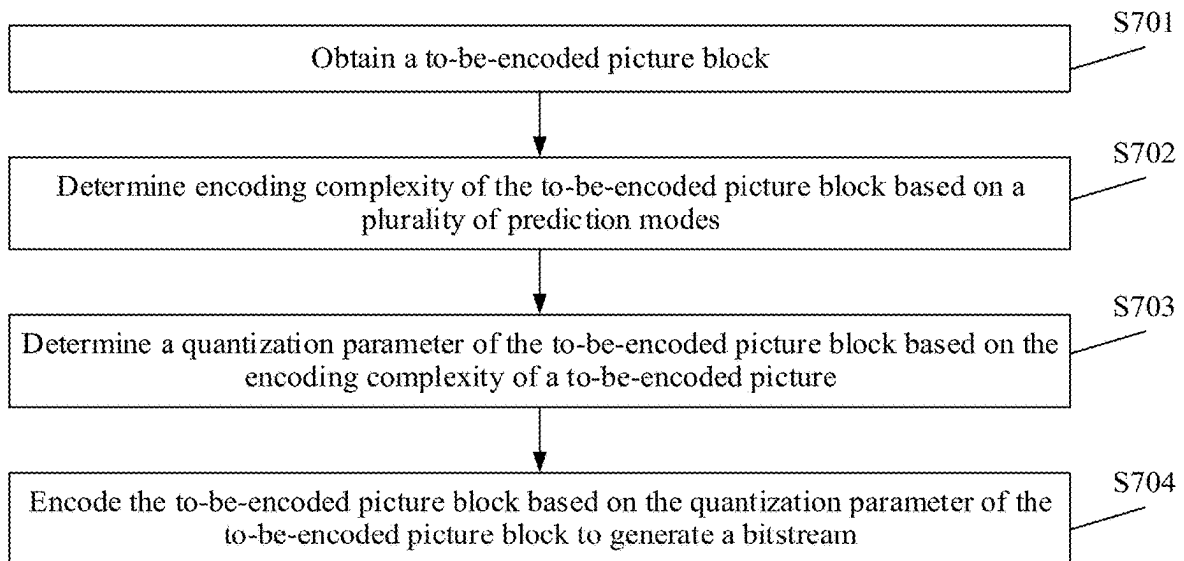 S701
Obtain a to-be-encoded picture block
S702
Determine encoding complexity of the to-be-encoded picture block based on a
plurality of prediction modes
S703
Determine a quantization parameter of the to-be-encoded picture block based on the
encoding complexity of a to-be-encoded picture
S704
Encode the to-be-encoded picture block based on the quantization parameter of the
to-be-encoded picture block to generate a bitstream